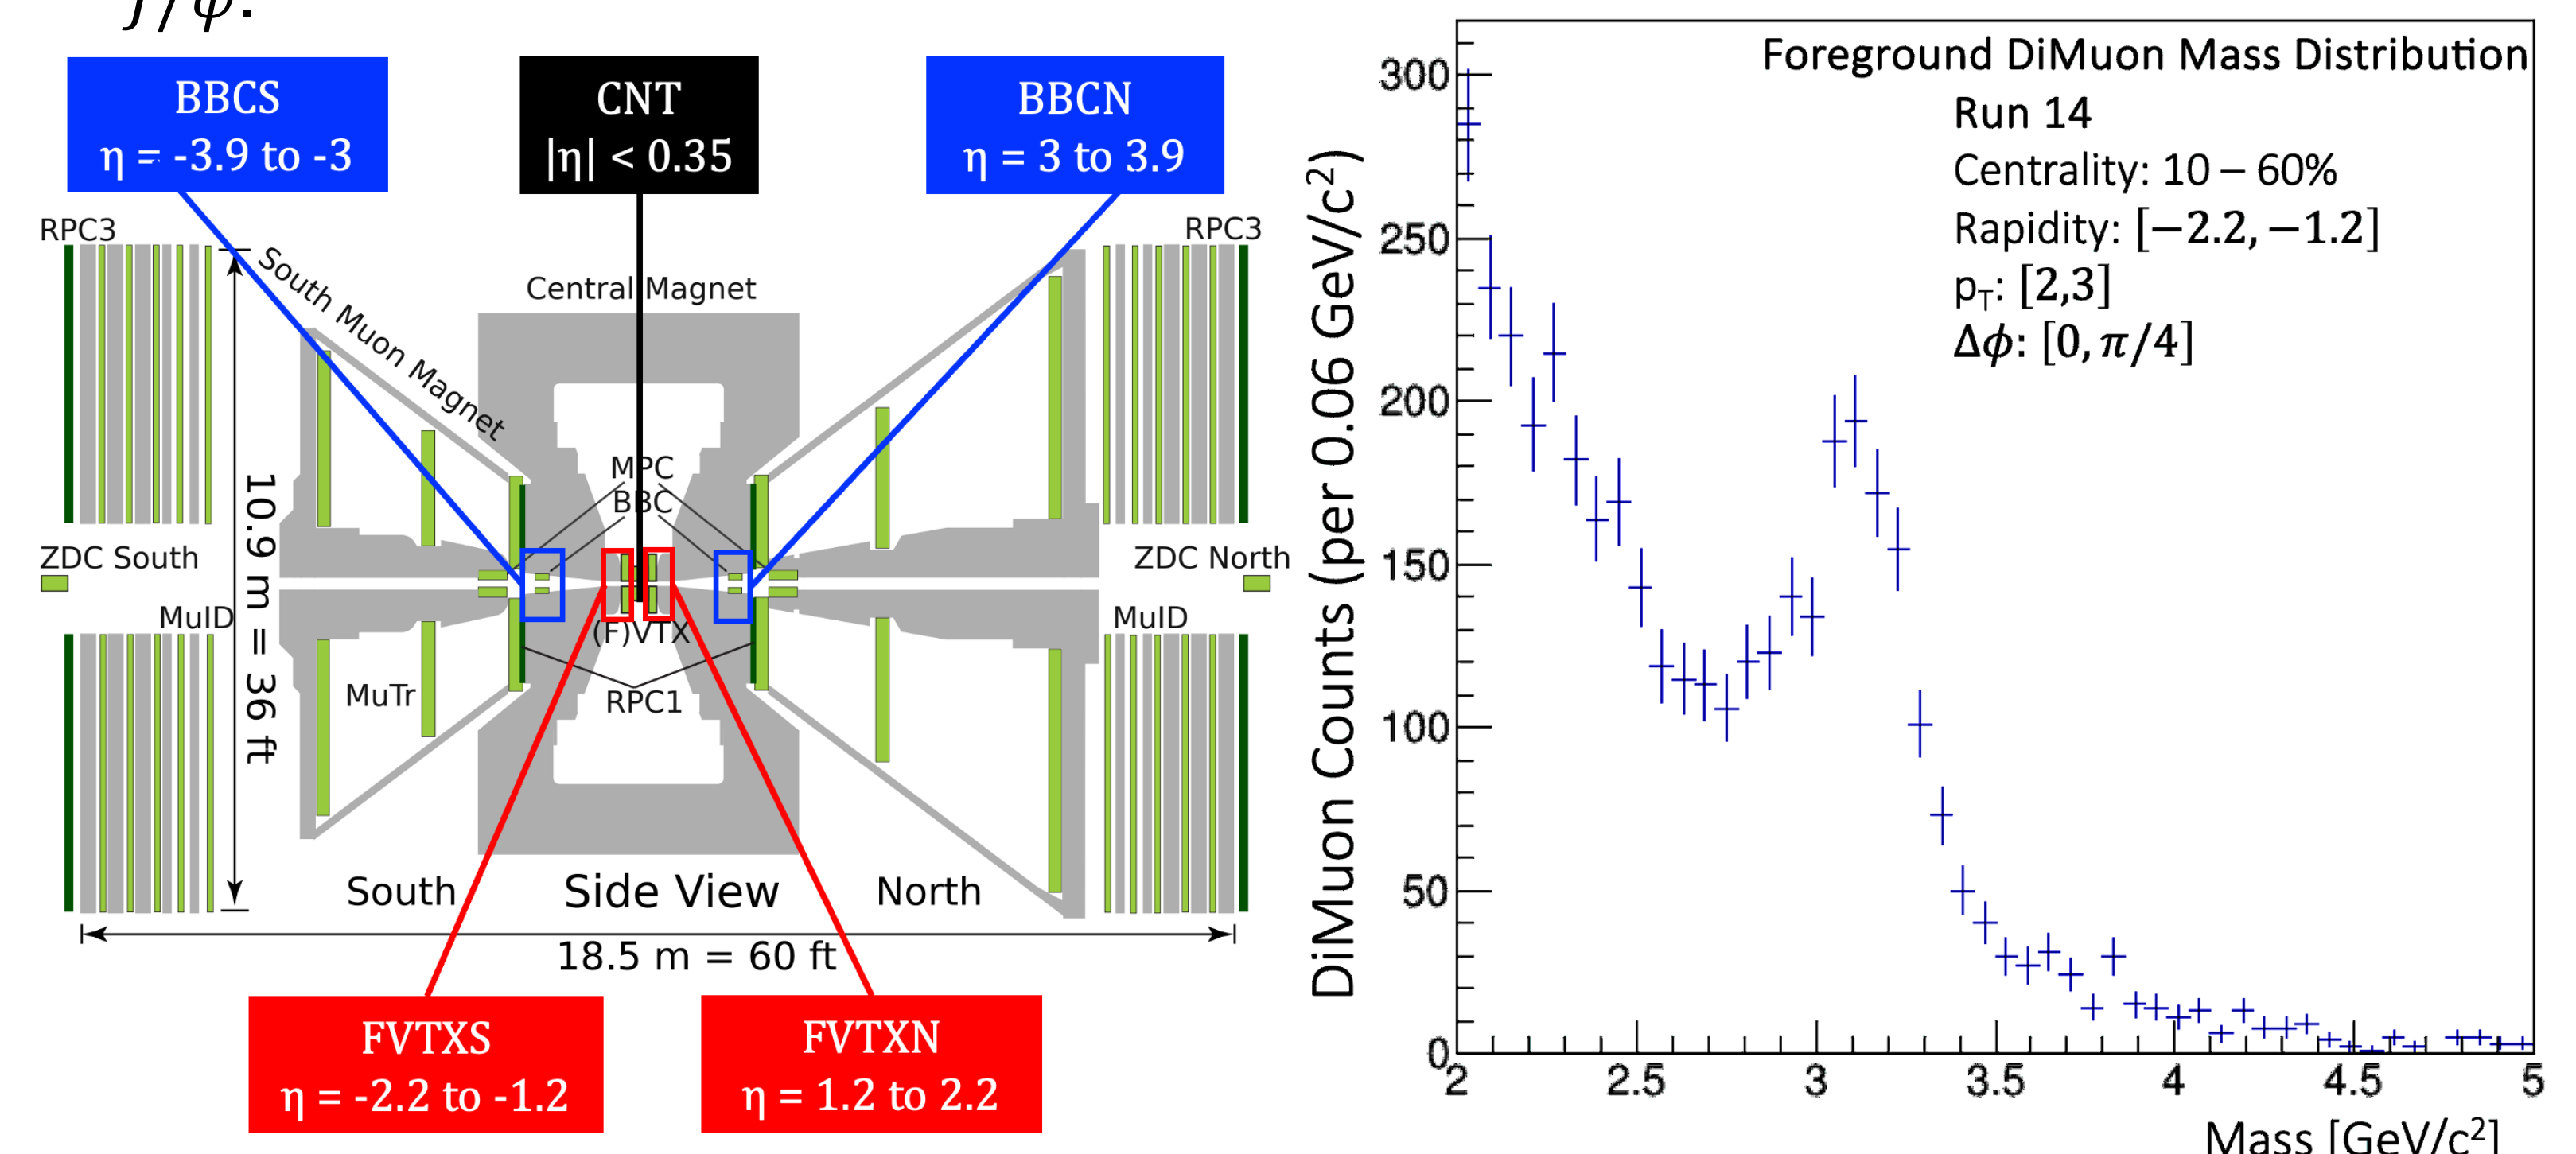 J/ψ.
BBCS
η = -3.9 to -3
CNT
|η| < 0.35
BBCN
η = 3 to 3.9
RPC3
South Muon Magnet
Central Magnet
RPC3
MPC
BBC
ZDC South
ZDC North
MuID
10.9 m = 36 ft
(F)VTX
MuID
MuTr
RPC1
South
Side View
North
18.5 m = 60 ft
FVTXS
η = -2.2 to -1.2
FVTXN
η = 1.2 to 2.2
Foreground DiMuon Mass Distribution
Run 14
Centrality: 10 – 60%
Rapidity: [−2.2, −1.2]
pT: [2,3]
Δϕ: [0, π/4]
DiMuon Counts (per 0.06 GeV/c²)
300
250
200
150
100
50
0
2 2.5 3 3.5 4 4.5 5
Mass [GeV/c²]